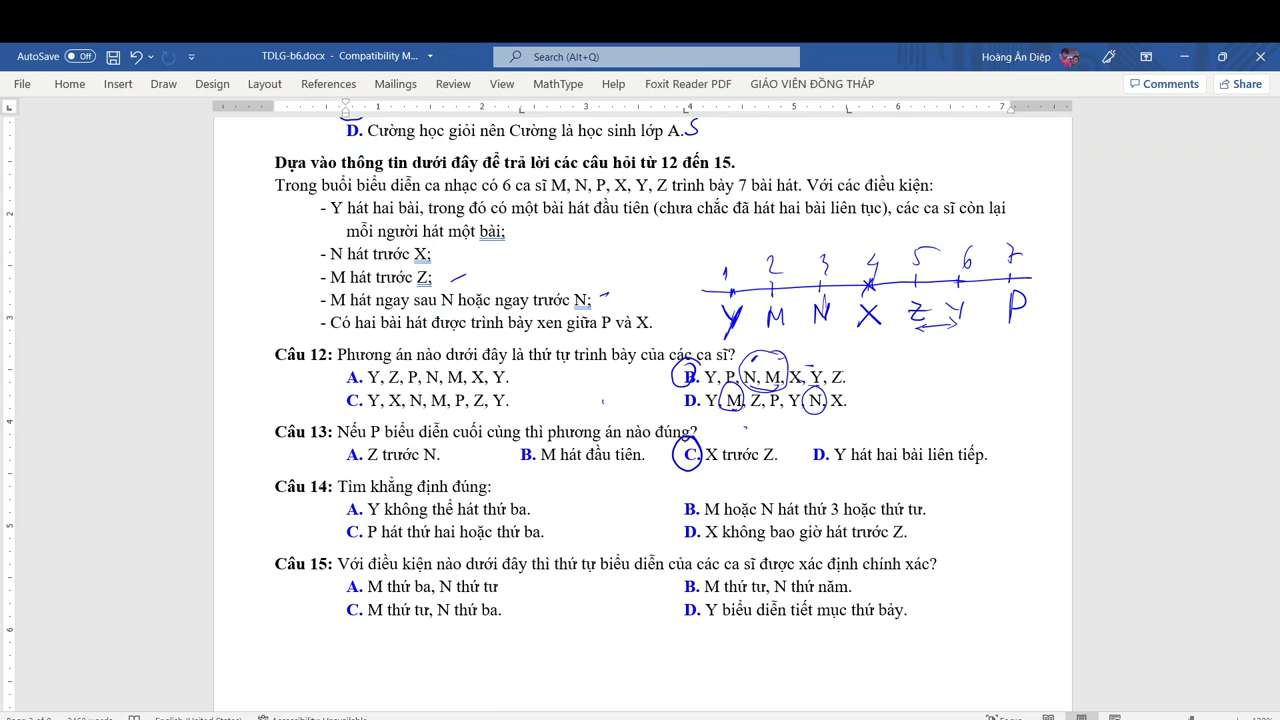 AutoSave Off TDLG-b6.docx - Compatibility M... Search (Alt+Q) Hoàng Ân Diệp
File Home Insert Draw Design Layout References Mailings Review View MathType Help Foxit Reader PDF GIÁO VIÊN ĐỒNG THÁP Comments Share
1 2 3 4 5 6 7
D. Cường học giỏi nên Cường là học sinh lớp A. S
Dựa vào thông tin dưới đây để trả lời các câu hỏi từ 12 đến 15.
Trong buổi biểu diễn ca nhạc có 6 ca sĩ M, N, P, X, Y, Z trình bày 7 bài hát. Với các điều kiện:
- Y hát hai bài, trong đó có một bài hát đầu tiên (chưa chắc đã hát hai bài liên tục), các ca sĩ còn lại
mỗi người hát một bài;
- N hát trước X;
- M hát trước Z;
- M hát ngay sau N hoặc ngay trước N;
- Có hai bài hát được trình bày xen giữa P và X.
1 2 3 4 5 6 7
Y M N X Z Y P
Câu 12: Phương án nào dưới đây là thứ tự trình bày của các ca sĩ?
A. Y, Z, P, N, M, X, Y. B. Y, P, N, M, X, Y, Z.
C. Y, X, N, M, P, Z, Y. D. Y, M, Z, P, Y, N, X.
Câu 13: Nếu P biểu diễn cuối cùng thì phương án nào đúng?
A. Z trước N. B. M hát đầu tiên. C. X trước Z. D. Y hát hai bài liên tiếp.
Câu 14: Tìm khẳng định đúng:
A. Y không thể hát thứ ba. B. M hoặc N hát thứ 3 hoặc thứ tư.
C. P hát thứ hai hoặc thứ ba. D. X không bao giờ hát trước Z.
Câu 15: Với điều kiện nào dưới đây thì thứ tự biểu diễn của các ca sĩ được xác định chính xác?
A. M thứ ba, N thứ tư B. M thứ tư, N thứ năm.
C. M thứ tư, N thứ ba. D. Y biểu diễn tiết mục thứ bảy.